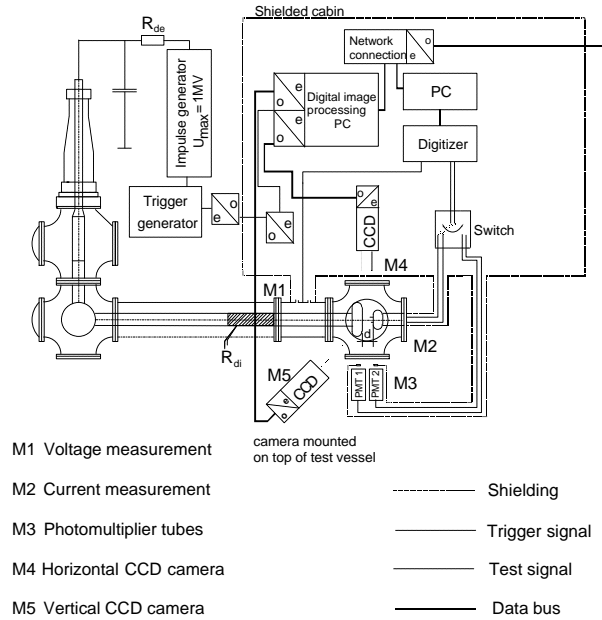 Shielded cabin
R_de
Impulse generator
U_max = 1MV
Network
connection
e
o
e
o
e
o
Digital image
processing
PC
PC
Digitizer
Trigger
generator
o
e
e
o
o
e
CCD
Switch
M4
M1
M2
R_di
d
M5
CCD
e
o
PMT 1
PMT 2
M3
camera mounted
on top of test vessel
M1 Voltage measurement
M2 Current measurement
M3 Photomultiplier tubes
M4 Horizontal CCD camera
M5 Vertical CCD camera
Shielding
Trigger signal
Test signal
Data bus